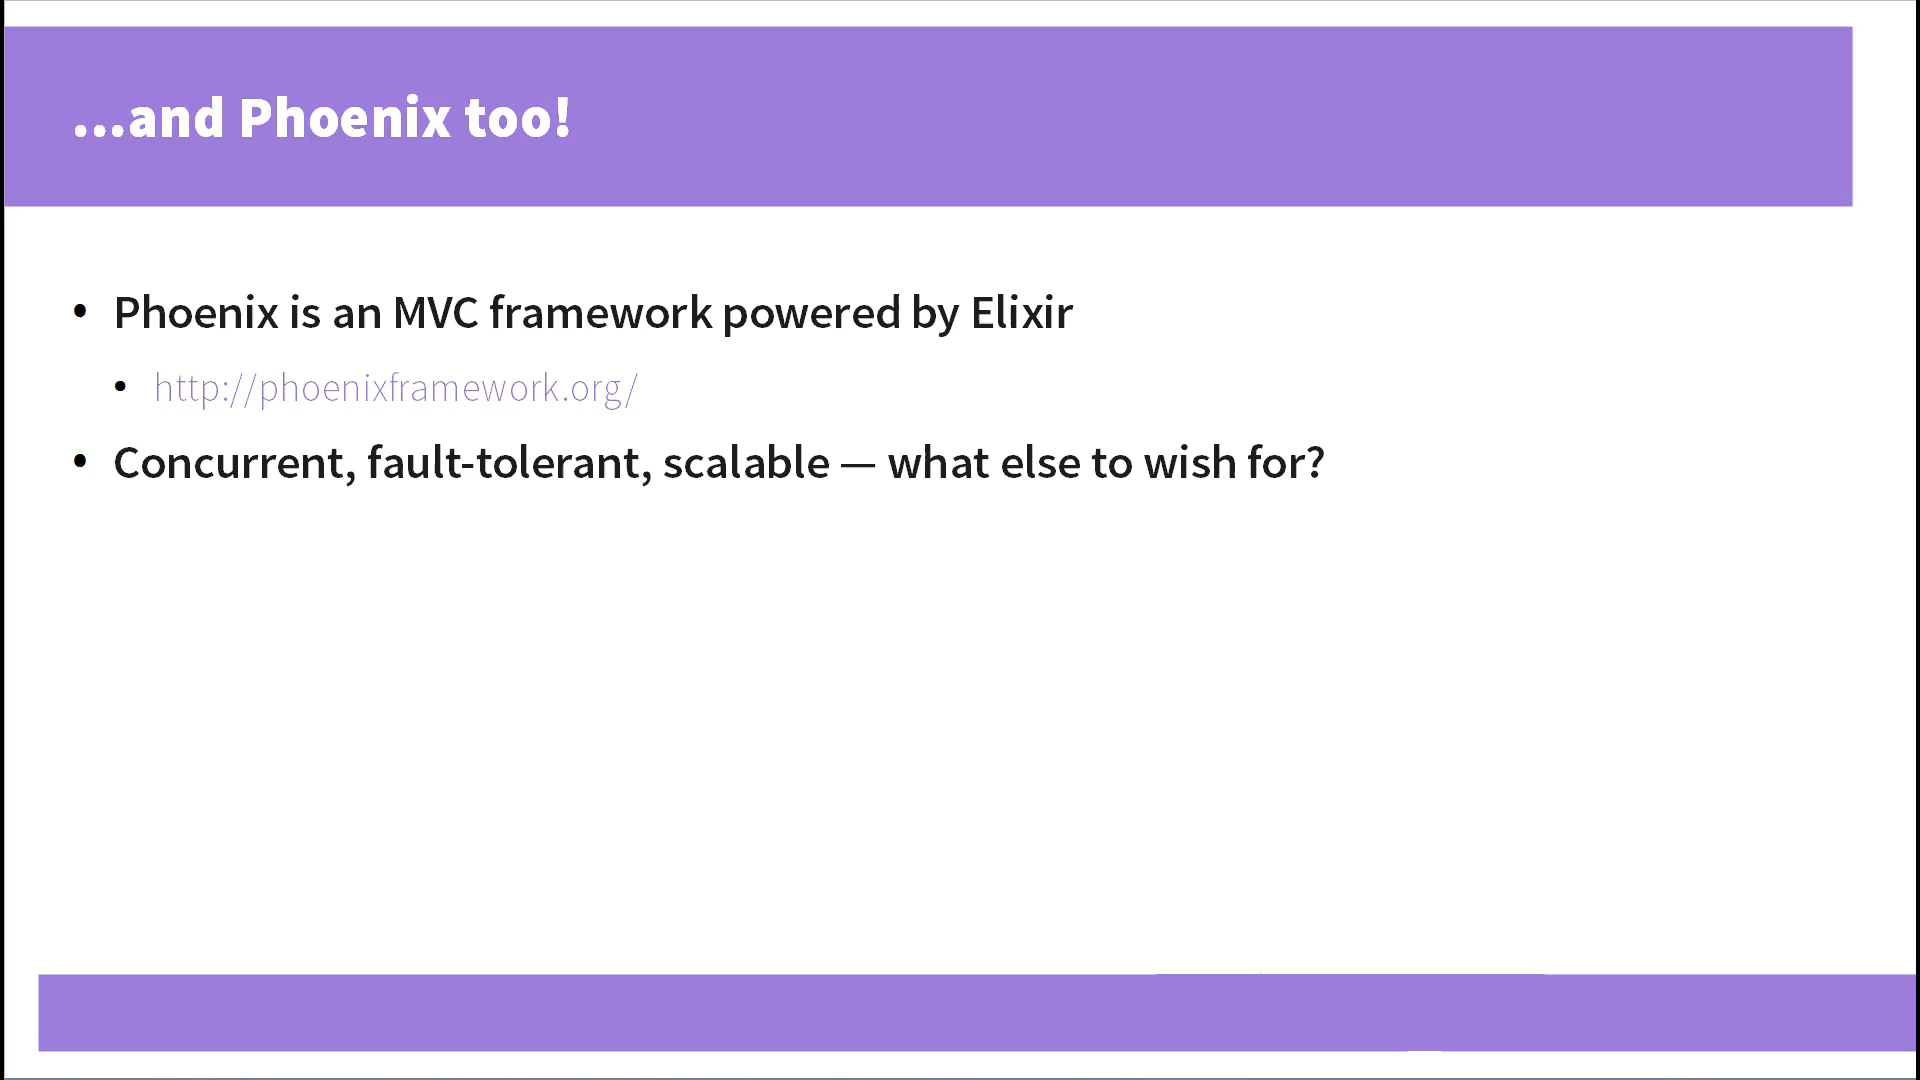 ...and Phoenix too!
• Phoenix is an MVC framework powered by Elixir
• http://phoenixframework.org/
• Concurrent, fault-tolerant, scalable — what else to wish for?